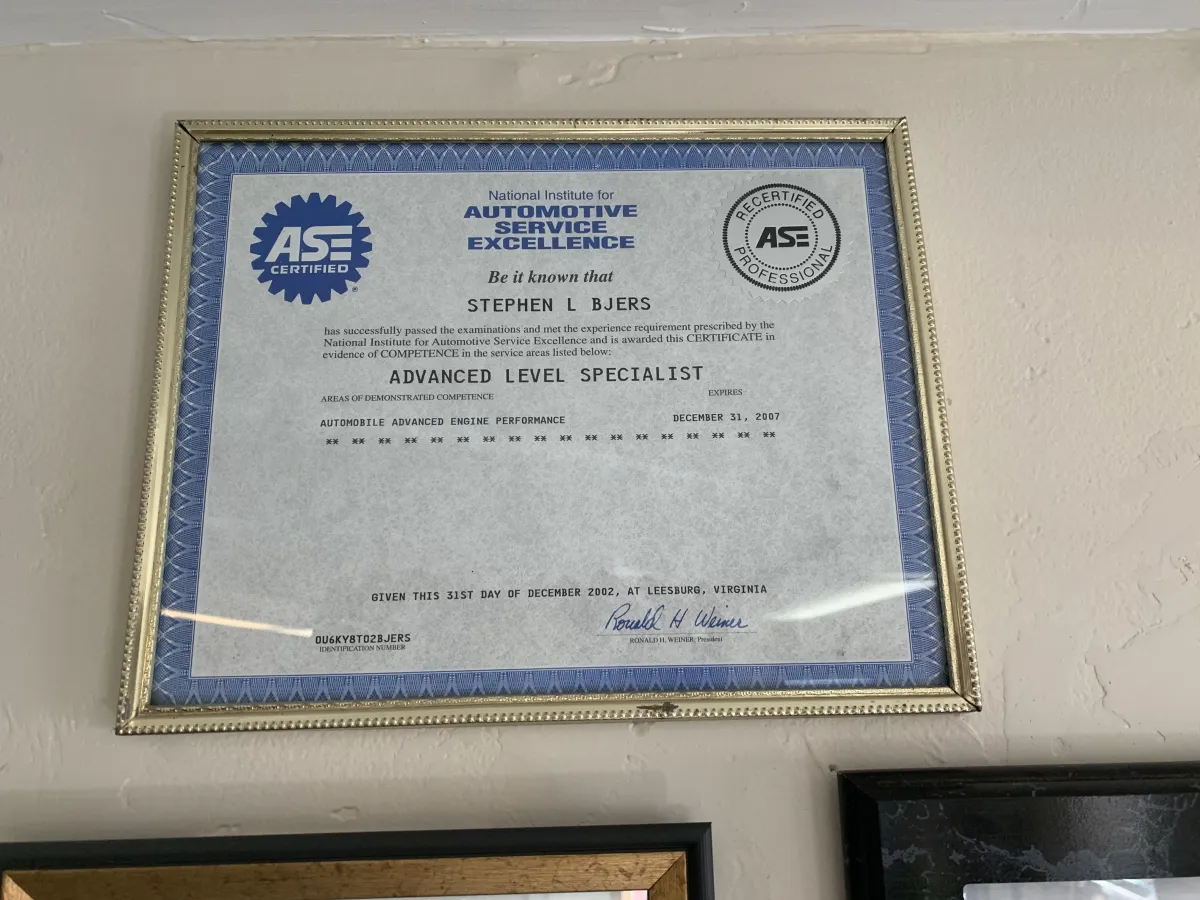 ASE
CERTIFIED
National Institute for
AUTOMOTIVE
SERVICE
EXCELLENCE
RECERTIFIED
ASE
PROFESSIONAL
Be it known that
STEPHEN L BJERS
has successfully passed the examinations and met the experience requirement prescribed by the
National Institute for Automotive Service Excellence and is awarded this CERTIFICATE in
evidence of COMPETENCE in the service areas listed below:
ADVANCED LEVEL SPECIALIST
AREAS OF DEMONSTRATED COMPETENCE EXPIRES
AUTOMOBILE ADVANCED ENGINE PERFORMANCE DECEMBER 31, 2007
** ** ** ** ** ** ** ** ** ** ** ** ** ** ** ** ** **
GIVEN THIS 31ST DAY OF DECEMBER 2002, AT LEESBURG, VIRGINIA
Ronald H Weiner
RONALD H. WEINER, President
0U6KY8T02BJERS
IDENTIFICATION NUMBER